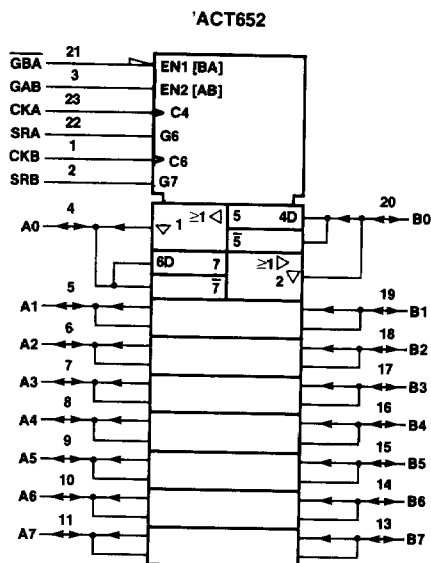 'ACT652
21
GBA EN1 [BA]
3
GAB EN2 [AB]
23
CKA C4
22
SRA G6
1
CKB C6
2
SRB G7
4 20
A0 1 ≥1 5 4D B0
5
6D 7 ≥1
7 2
5 19
A1 B1
6 18
A2 B2
7 17
A3 B3
8 16
A4 B4
9 15
A5 B5
10 14
A6 B6
11 13
A7 B7